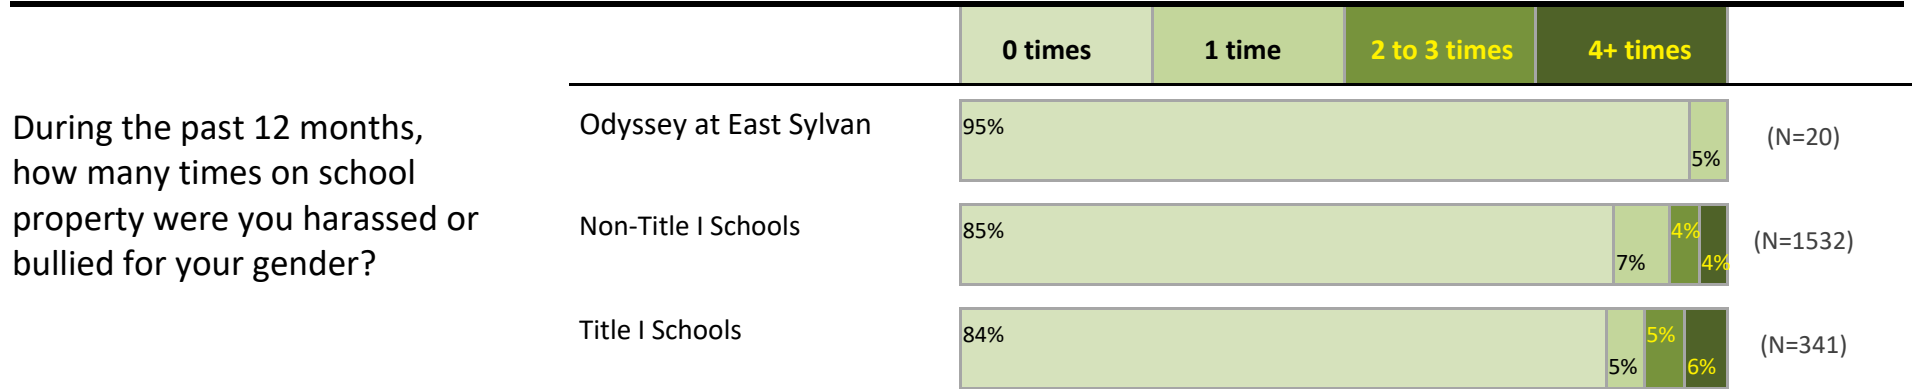 0 times 1 time 2 to 3 times 4+ times
During the past 12 months,
how many times on school
property were you harassed or
bullied for your gender?
Odyssey at East Sylvan 95% 5% (N=20)
Non-Title I Schools 85% 7% 4% 4% (N=1532)
Title I Schools 84% 5% 5% 6% (N=341)